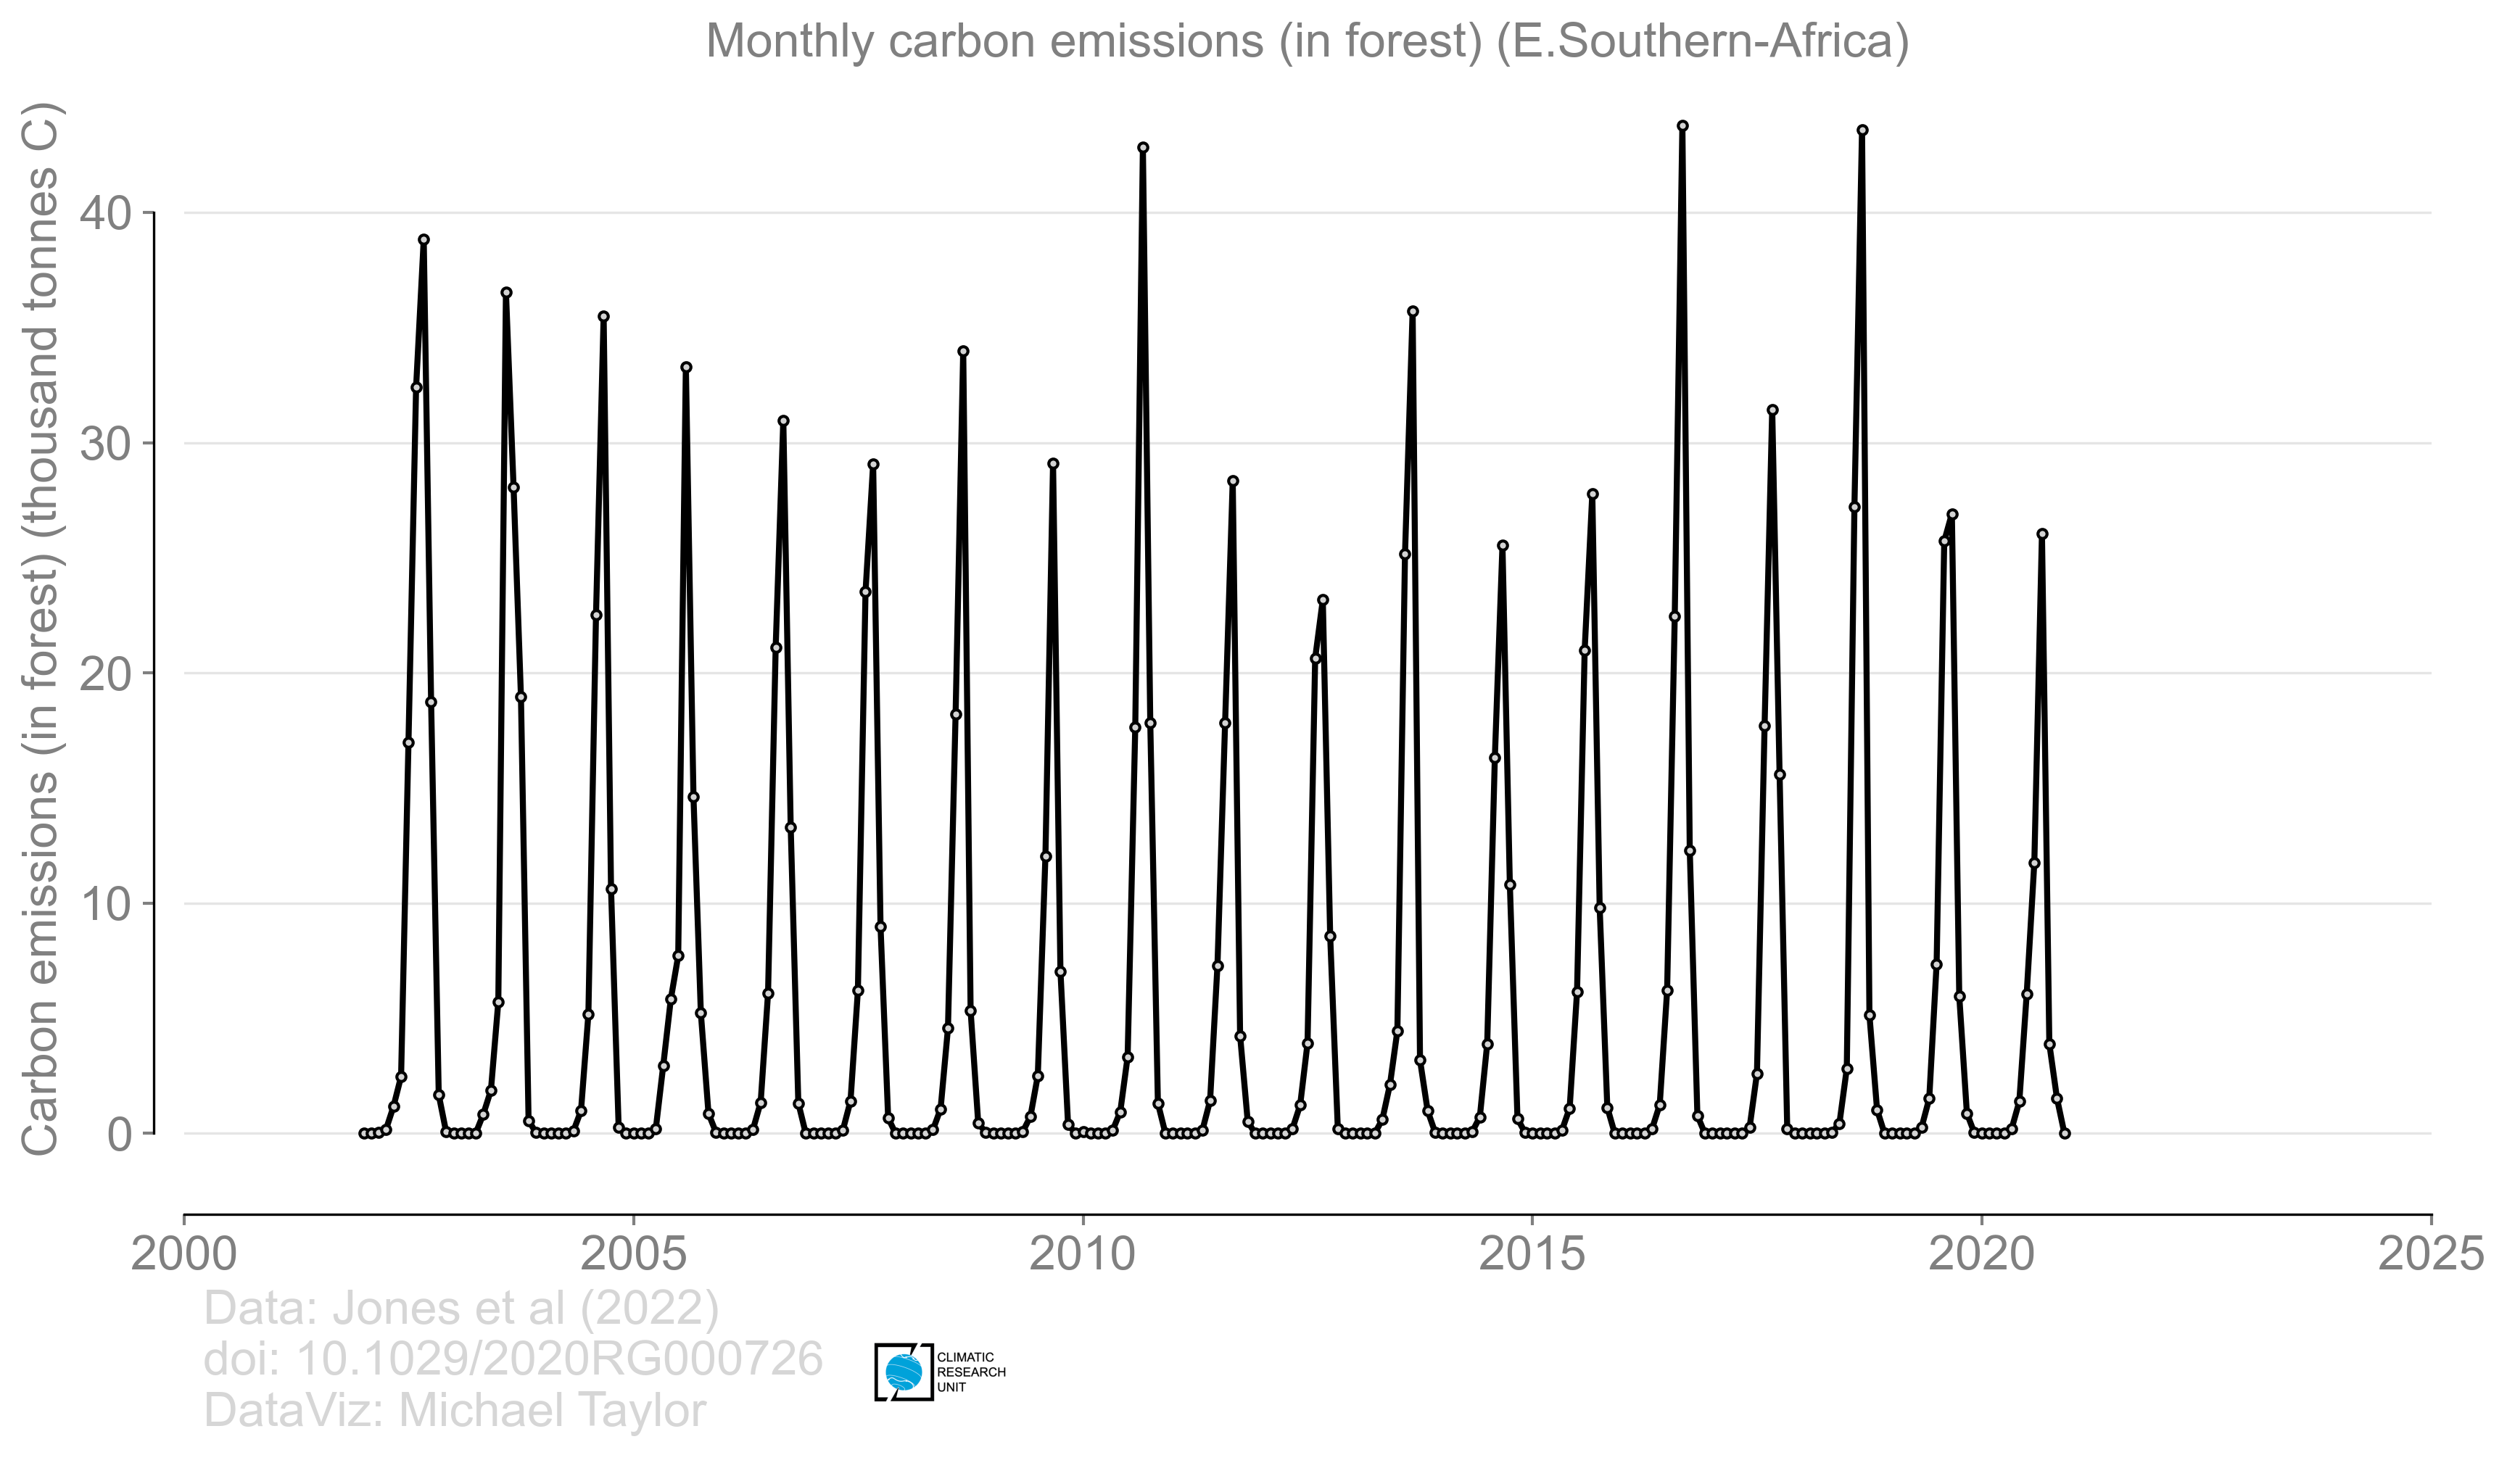 Monthly carbon emissions (in forest) (E.Southern-Africa)
Carbon emissions (in forest) (thousand tonnes C)
40
30
20
10
0
2000
2005
2010
2015
2020
2025
Data: Jones et al (2022)
doi: 10.1029/2020RG000726
DataViz: Michael Taylor
CLIMATIC
RESEARCH
UNIT